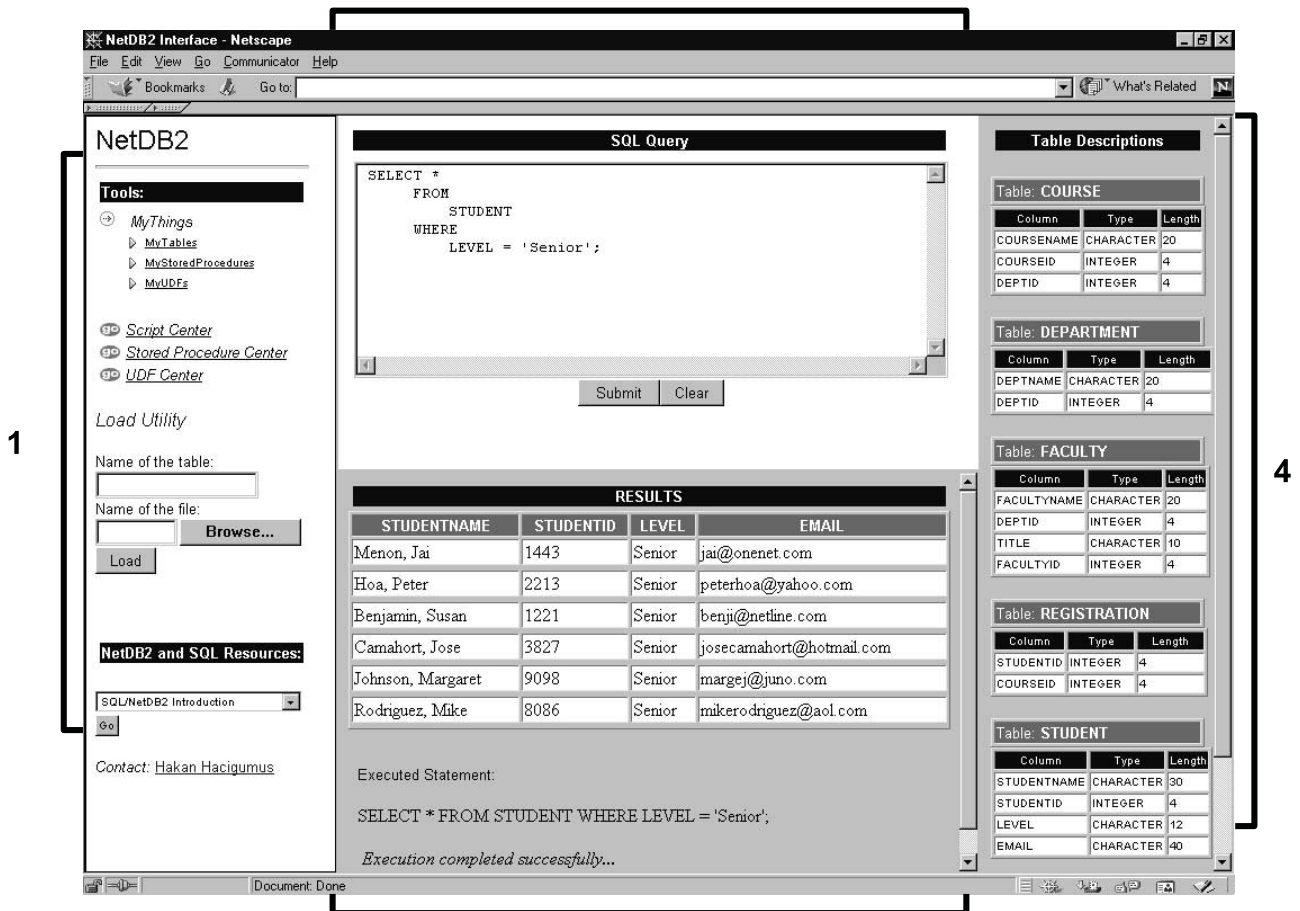 NetDB2 Interface - Netscape
File Edit View Go Communicator Help
Bookmarks Go to: What's Related N
NetDB2
Tools:
MyThings
MyTables
MyStoredProcedures
MyUDFs
go Script Center
go Stored Procedure Center
go UDF Center
Load Utility
Name of the table:
Name of the file:
Browse...
Load
NetDB2 and SQL Resources:
SQL/NetDB2 Introduction
Go
Contact: Hakan Hacigumus
1
SQL Query
SELECT *
FROM
STUDENT
WHERE
LEVEL = 'Senior';
Submit Clear
RESULTS
STUDENTNAME STUDENTID LEVEL EMAIL
Menon, Jai 1443 Senior jai@onenet.com
Hoa, Peter 2213 Senior peterhoa@yahoo.com
Benjamin, Susan 1221 Senior benji@netline.com
Camahort, Jose 3827 Senior josecamahort@hotmail.com
Johnson, Margaret 9098 Senior margej@juno.com
Rodriguez, Mike 8086 Senior mikerodriguez@aol.com
Executed Statement:
SELECT * FROM STUDENT WHERE LEVEL = 'Senior';
Execution completed successfully...
Table Descriptions
Table: COURSE
Column Type Length
COURSENAME CHARACTER 20
COURSEID INTEGER 4
DEPTID INTEGER 4
Table: DEPARTMENT
Column Type Length
DEPTNAME CHARACTER 20
DEPTID INTEGER 4
Table: FACULTY
Column Type Length
FACULTYNAME CHARACTER 20
DEPTID INTEGER 4
TITLE CHARACTER 10
FACULTYID INTEGER 4
Table: REGISTRATION
Column Type Length
STUDENTID INTEGER 4
COURSEID INTEGER 4
Table: STUDENT
Column Type Length
STUDENTNAME CHARACTER 30
STUDENTID INTEGER 4
LEVEL CHARACTER 12
EMAIL CHARACTER 40
4
Document: Done